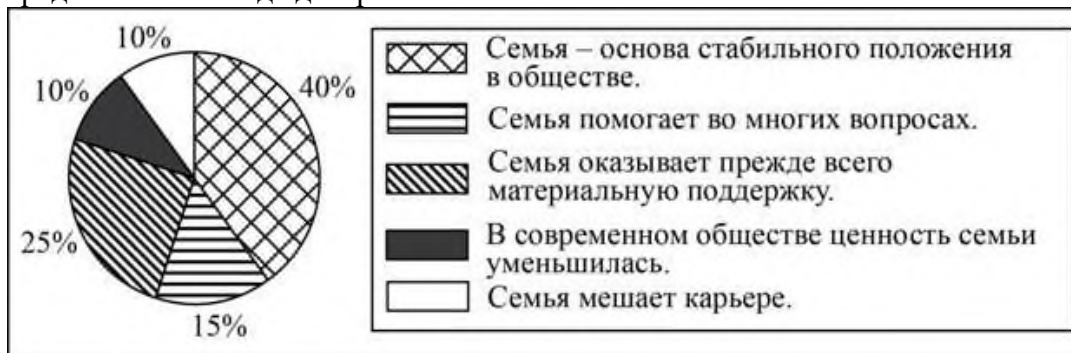 10%
40%
10%
25%
15%
Семья – основа стабильного положения
в обществе.
Семья помогает во многих вопросах.
Семья оказывает прежде всего
материальную поддержку.
В современном обществе ценность семьи
уменьшилась.
Семья мешает карьере.